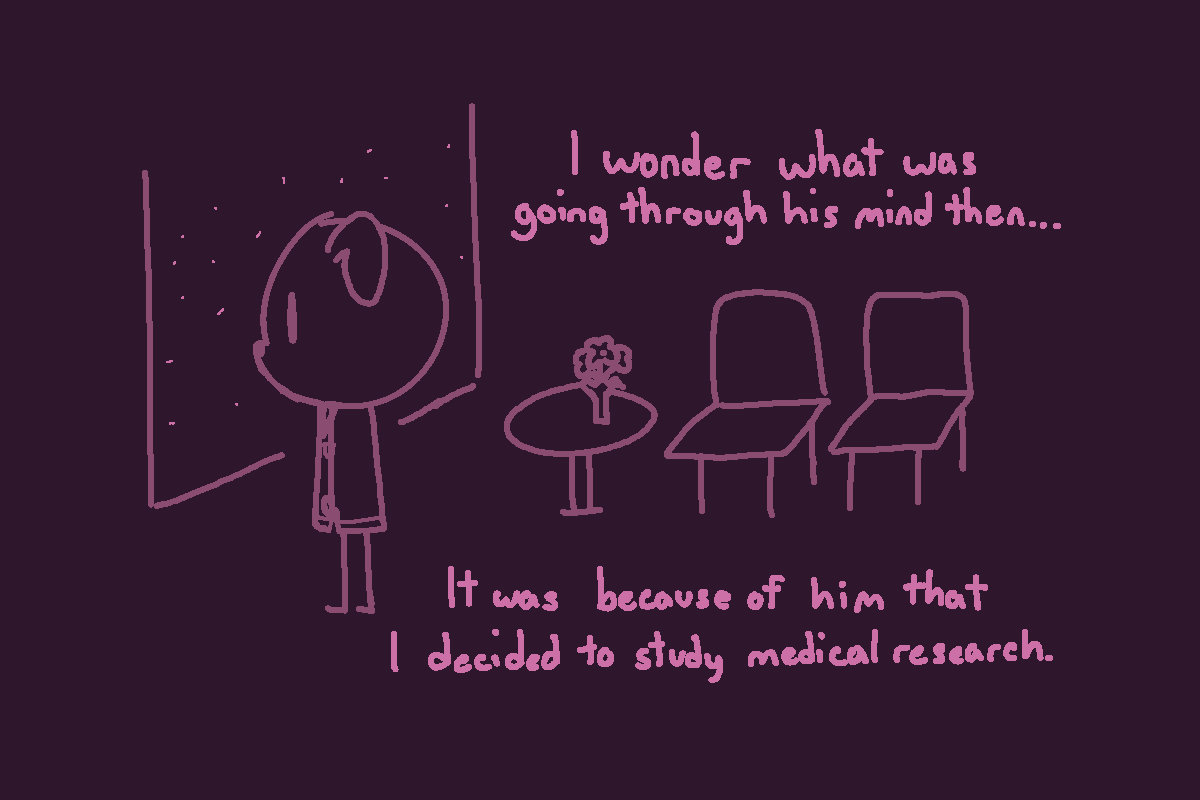 I wonder what was
going through his mind then...
It was because of him that
I decided to study medical research.